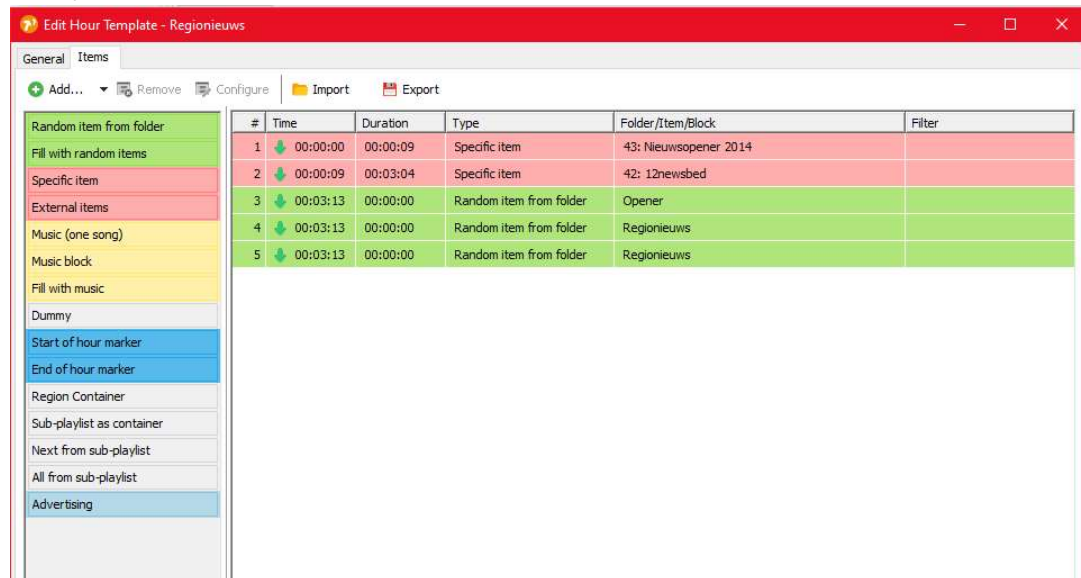 Edit Hour Template - Regionieuws
General Items
Add... Remove Configure Import Export
Random item from folder
Fill with random items
Specific item
External items
Music (one song)
Music block
Fill with music
Dummy
Start of hour marker
End of hour marker
Region Container
Sub-playlist as container
Next from sub-playlist
All from sub-playlist
Advertising
# Time Duration Type Folder/Item/Block Filter
1 00:00:00 00:00:09 Specific item 43: Nieuwsopener 2014
2 00:00:09 00:03:04 Specific item 42: 12newsbed
3 00:03:13 00:00:00 Random item from folder Opener
4 00:03:13 00:00:00 Random item from folder Regionieuws
5 00:03:13 00:00:00 Random item from folder Regionieuws